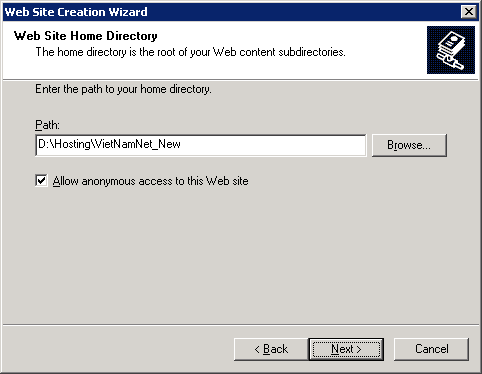 Web Site Creation Wizard
Web Site Home Directory
The home directory is the root of your Web content subdirectories.
Enter the path to your home directory.
Path:
D:\Hosting\VietNamNet_New
Browse...
Allow anonymous access to this Web site
< Back
Next >
Cancel